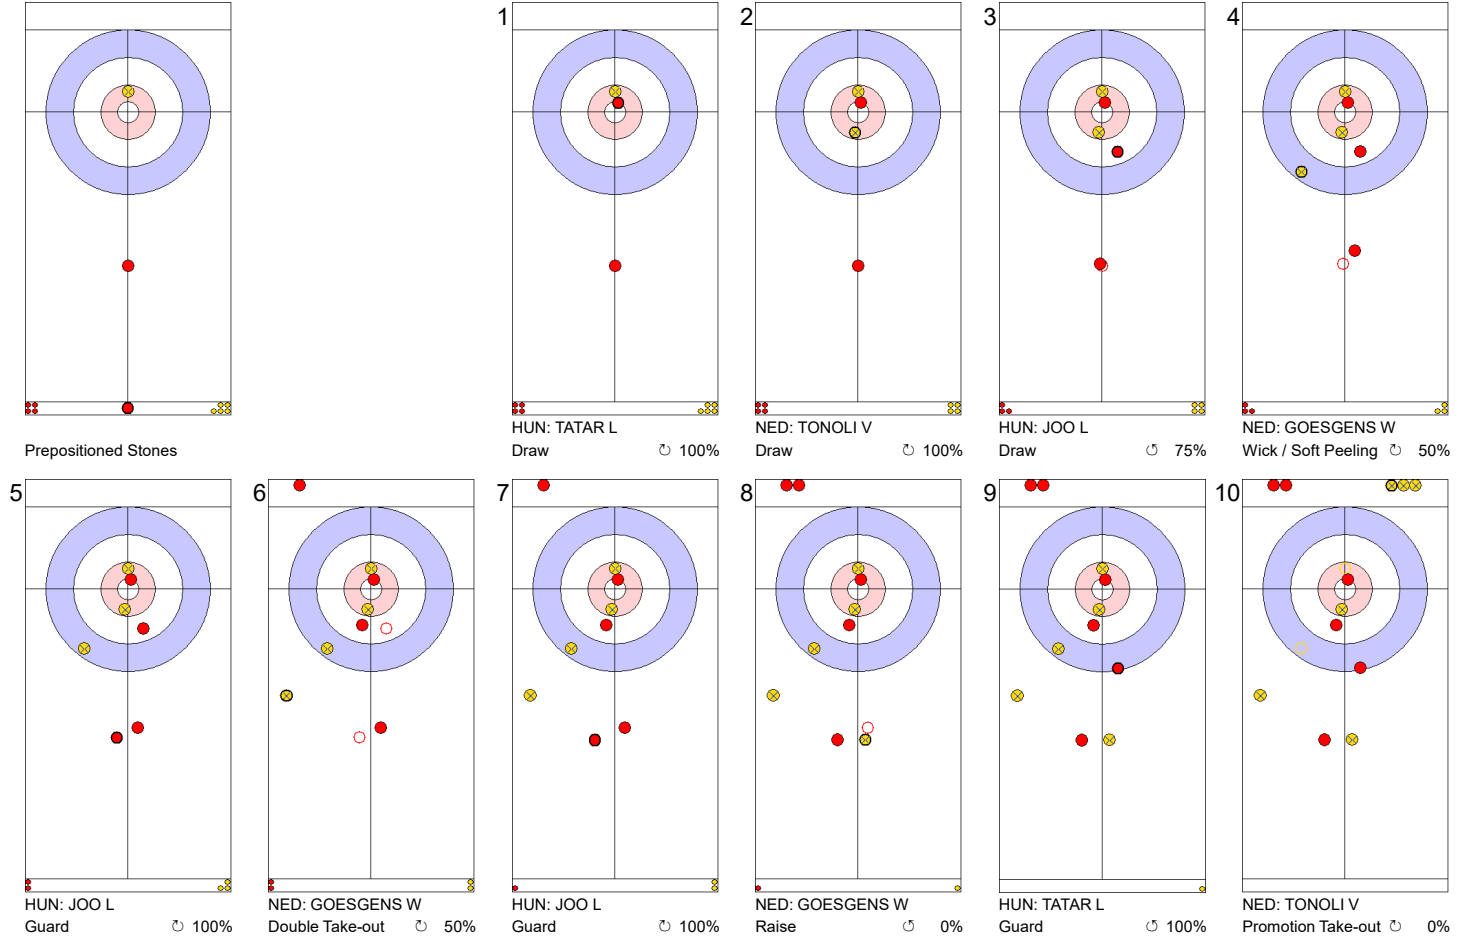 1
2
3
4
Prepositioned Stones
HUN: TATAR L
Draw ↻ 100%
NED: TONOLI V
Draw ↻ 100%
HUN: JOO L
Draw ↺ 75%
NED: GOESGENS W
Wick / Soft Peeling ↻ 50%
5
6
7
8
9
10
HUN: JOO L
Guard ↻ 100%
NED: GOESGENS W
Double Take-out ↻ 50%
HUN: JOO L
Guard ↻ 100%
NED: GOESGENS W
Raise ↺ 0%
HUN: TATAR L
Guard ↺ 100%
NED: TONOLI V
Promotion Take-out ↻ 0%